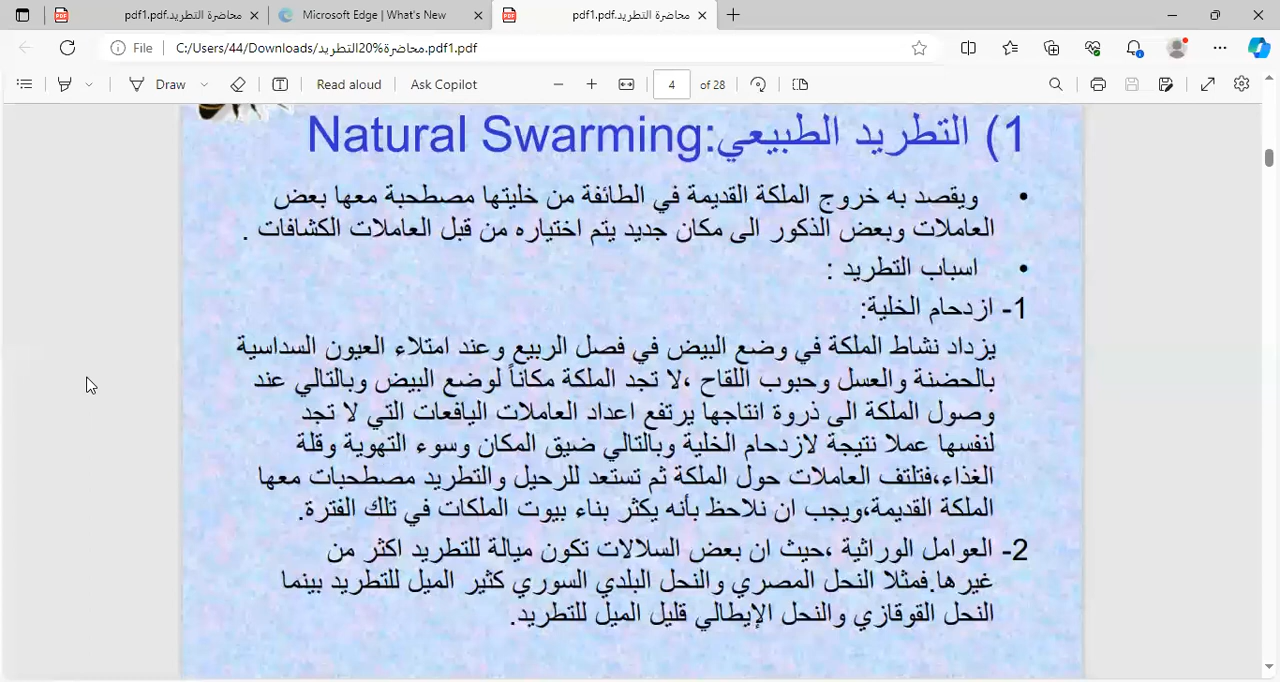 محاضرة التطريد.pdf1.pdf
Microsoft Edge | What's New
محاضرة التطريد.pdf1.pdf
File C:/Users/44/Downloads/محاضرة%20التطريد.pdf1.pdf
Draw Read aloud Ask Copilot 4 of 28
1) التطريد الطبيعي:Natural Swarming
• ويقصد به خروج الملكة القديمة في الطائفة من خليتها مصطحبة معها بعض
العاملات وبعض الذكور الى مكان جديد يتم اختياره من قبل العاملات الكشافات .
• اسباب التطريد :
1- ازدحام الخلية:
يزداد نشاط الملكة في وضع البيض في فصل الربيع وعند امتلاء العيون السداسية
بالحضنة والعسل وحبوب اللقاح ،لا تجد الملكة مكاناً لوضع البيض وبالتالي عند
وصول الملكة الى ذروة انتاجها يرتفع اعداد العاملات اليافعات التي لا تجد
لنفسها عملا نتيجة لازدحام الخلية وبالتالي ضيق المكان وسوء التهوية وقلة
الغذاء،فتلتف العاملات حول الملكة ثم تستعد للرحيل والتطريد مصطحبات معها
الملكة القديمة،ويجب ان نلاحظ بأنه يكثر بناء بيوت الملكات في تلك الفترة.
2- العوامل الوراثية ،حيث ان بعض السلالات تكون ميالة للتطريد اكثر من
غيرها.فمثلا النحل المصري والنحل البلدي السوري كثير الميل للتطريد بينما
النحل القوقازي والنحل الإيطالي قليل الميل للتطريد.